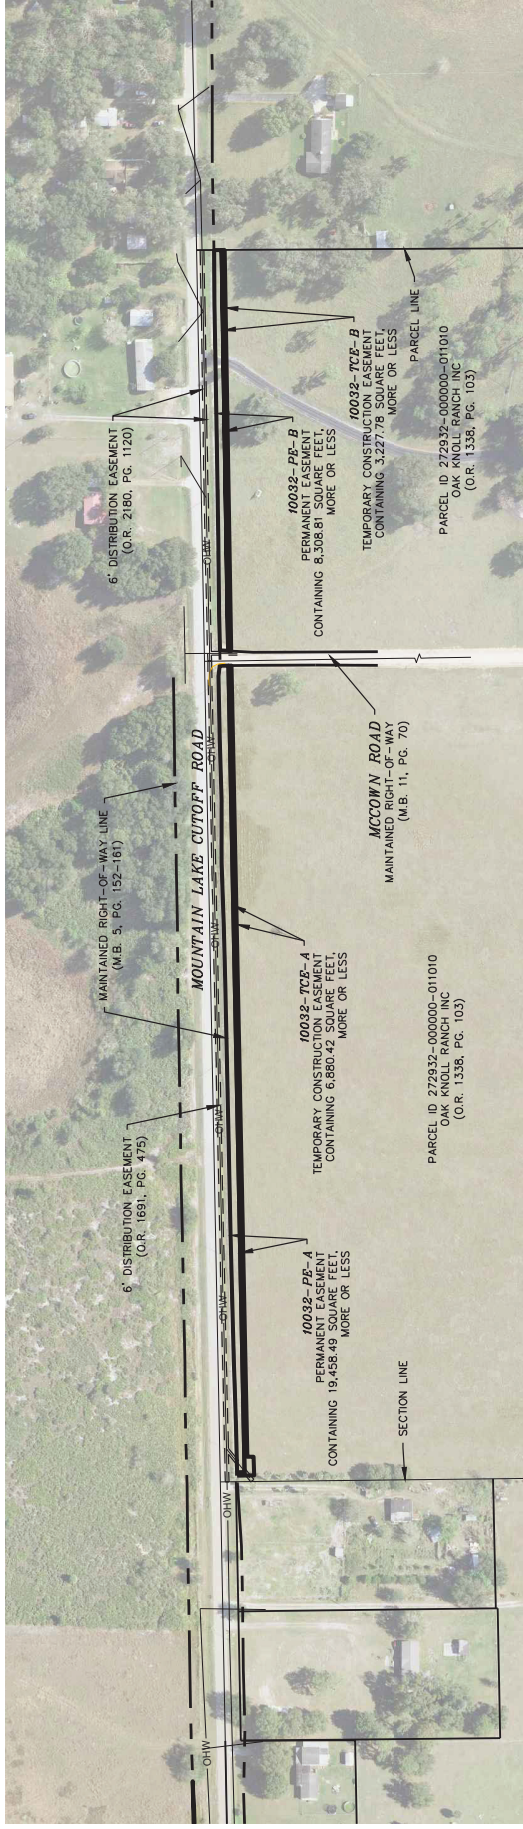 6' DISTRIBUTION EASEMENT
(O.R. 1691, PG. 475)
MAINTAINED RIGHT-OF-WAY LINE
(M.B. 5, PG. 152-161)
6' DISTRIBUTION EASEMENT
(O.R. 2180, PG. 1120)
MOUNTAIN LAKE CUTOFF ROAD
OHW
OHW
OHW
OHW
OHW
OHW
OHW
10032-PE-A
PERMANENT EASEMENT
CONTAINING 19,458.49 SQUARE FEET,
MORE OR LESS
10032-TCE-A
TEMPORARY CONSTRUCTION EASEMENT
CONTAINING 6,880.42 SQUARE FEET,
MORE OR LESS
MCCOWN ROAD
MAINTAINED RIGHT-OF-WAY
(M.B. 11, PG. 70)
10032-PE-B
PERMANENT EASEMENT
CONTAINING 8,308.81 SQUARE FEET,
MORE OR LESS
10032-TCE-B
TEMPORARY CONSTRUCTION EASEMENT
CONTAINING 3,227.78 SQUARE FEET,
MORE OR LESS
PARCEL LINE
SECTION LINE
PARCEL ID 272932-000000-011010
OAK KNOLL RANCH INC
(O.R. 1338, PG. 103)
PARCEL ID 272932-000000-011010
OAK KNOLL RANCH INC
(O.R. 1338, PG. 103)